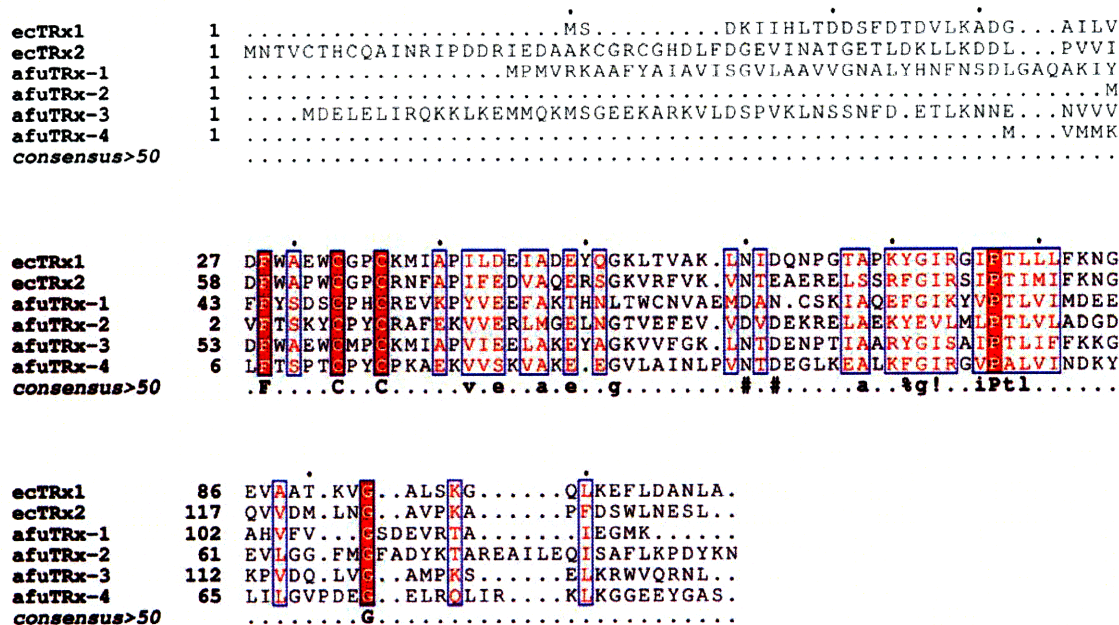 ecTRx1 1 .......................MS..........DKIIHLTDDSFDTDVLKADG...AILV
ecTRx2 1 MNTVCTHCQAINRIPDDRIEDAAKCGRCGHDLFDGEVINATGETLDKLLKDDL...PVVI
afuTRx-1 1 ..................MPMVRKAAFYAIAVISGVLAAVVGNALYHNFNSDLGAQAKIY
afuTRx-2 1 ...........................................................M
afuTRx-3 1 ....MDELELIRQKKLKEMMQKMSGEEKARKVLDSPVKLNSSNFD.ETLKNNE...NVVV
afuTRx-4 1 ....................................................M...VMMK
consensus>50 ............................................................
ecTRx1 27 DFWAEWCGPCKMIAPILDEIADEYQGKLTVAK.LNIDQNPGTAPKYGIRGIPTLLLFKNG
ecTRx2 58 DFWAPWCGPCRNFAPIFEDVAQERSGKVRFVK.VNTEAERELSSRFGIRSIPTIMIFKNG
afuTRx-1 43 FFYSDSCPHCREVKPYVEEFAKTHNLTWCNVAEMDAN.CSKIAQEFGIKYVPTLVIMDEE
afuTRx-2 2 VFTSKYCPYCRAFEKVVERLMGELNGTVEFEV.VDVDEKRELAEKYEVLMLPTLVLADGD
afuTRx-3 53 DFWAEWCMPCKMIAPVIEELAKEYAGKVVFGK.LNTDENPTIAARYGISAIPTLIFFKKG
afuTRx-4 6 LFTSPTCPYCPKAEKVVSKVAKE.EGVLAINLPVNTDEGLKEALKFGIRGVPALVINDKY
consensus>50 .F....C..C.....v.e..a.e..g........#.#.....a..%g!..iPtl......
ecTRx1 86 EVAAT.KVG..ALSKG......QLKEFLDANLA.
ecTRx2 117 QVVDML.NG..AVPKA......PFDSWLNESL..
afuTRx-1 102 AHVFV...GSDEVRTA......IEGMK.......
afuTRx-2 61 EVLGG.FMGFADYKTAREAILEQISAFLKPDYKN
afuTRx-3 112 KPVDQ.LVG..AMPKS......ELKRWVQRNL..
afuTRx-4 65 LILGVPDEG..ELRQLIR....KLKGGEEYGAS.
consensus>50 ........G.........................